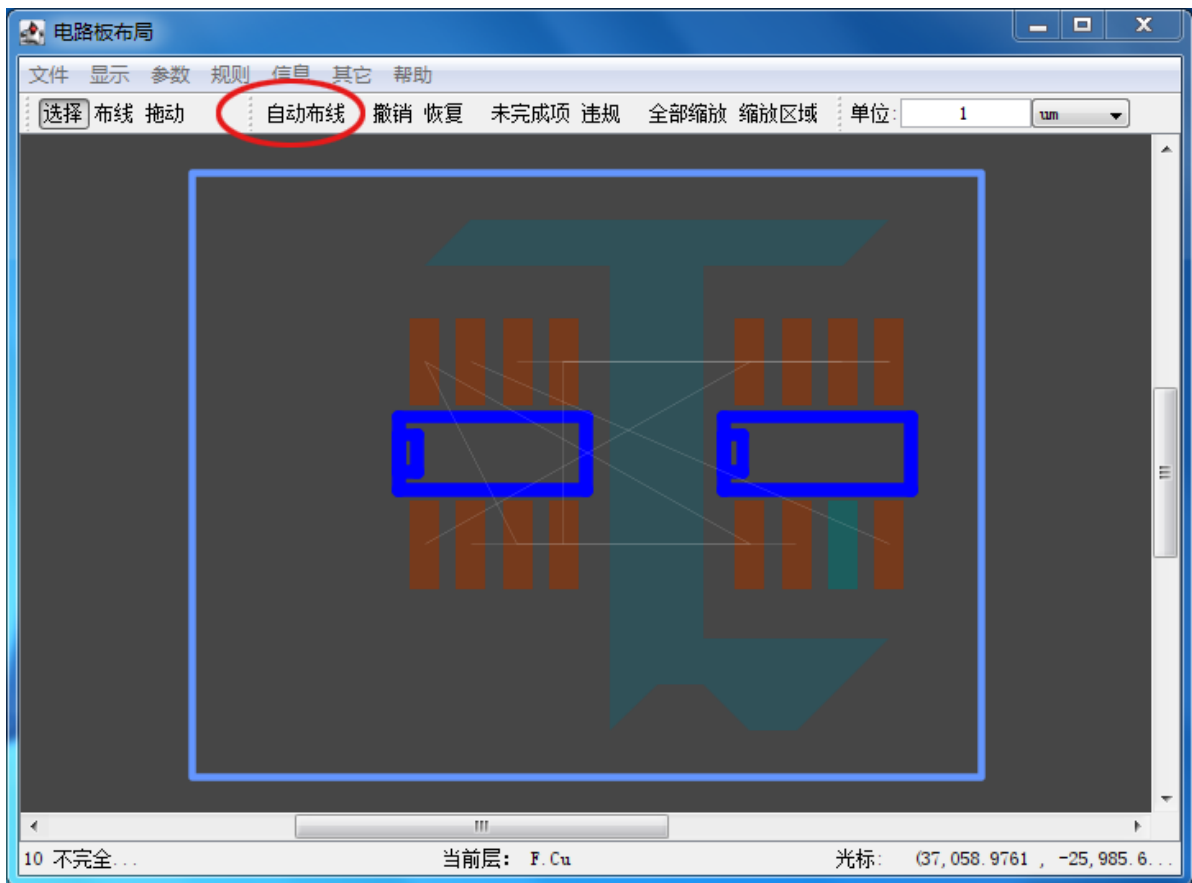 电路板布局
文件 显示 参数 规则 信息 其它 帮助
选择 布线 拖动 自动布线 撤销 恢复 未完成项 违规 全部缩放 缩放区域 单位: 1 um
10 不完全... 当前层: F.Cu 光标: (37,058.9761 , -25,985.6...